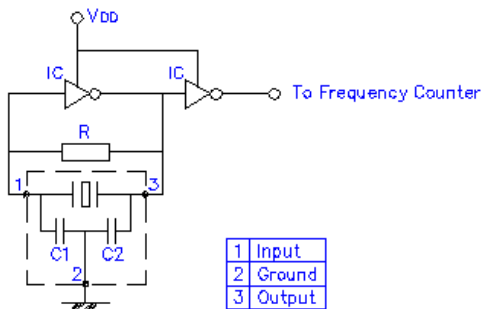 VDD
IC
IC
To Frequency Counter
R
1
3
C1
C2
2
1 Input
2 Ground
3 Output